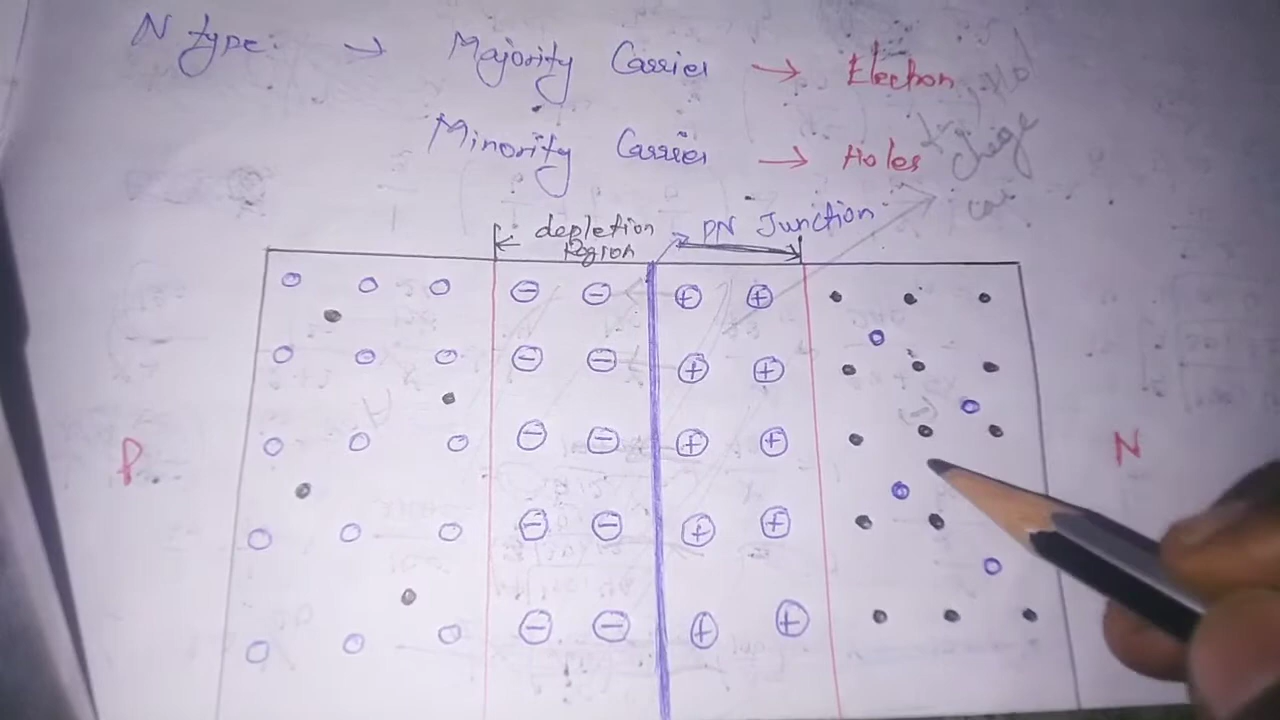 N type: → Majority Carrier → Electron
Minority Carrier → Holes
depletion Region
PN Junction
P
N